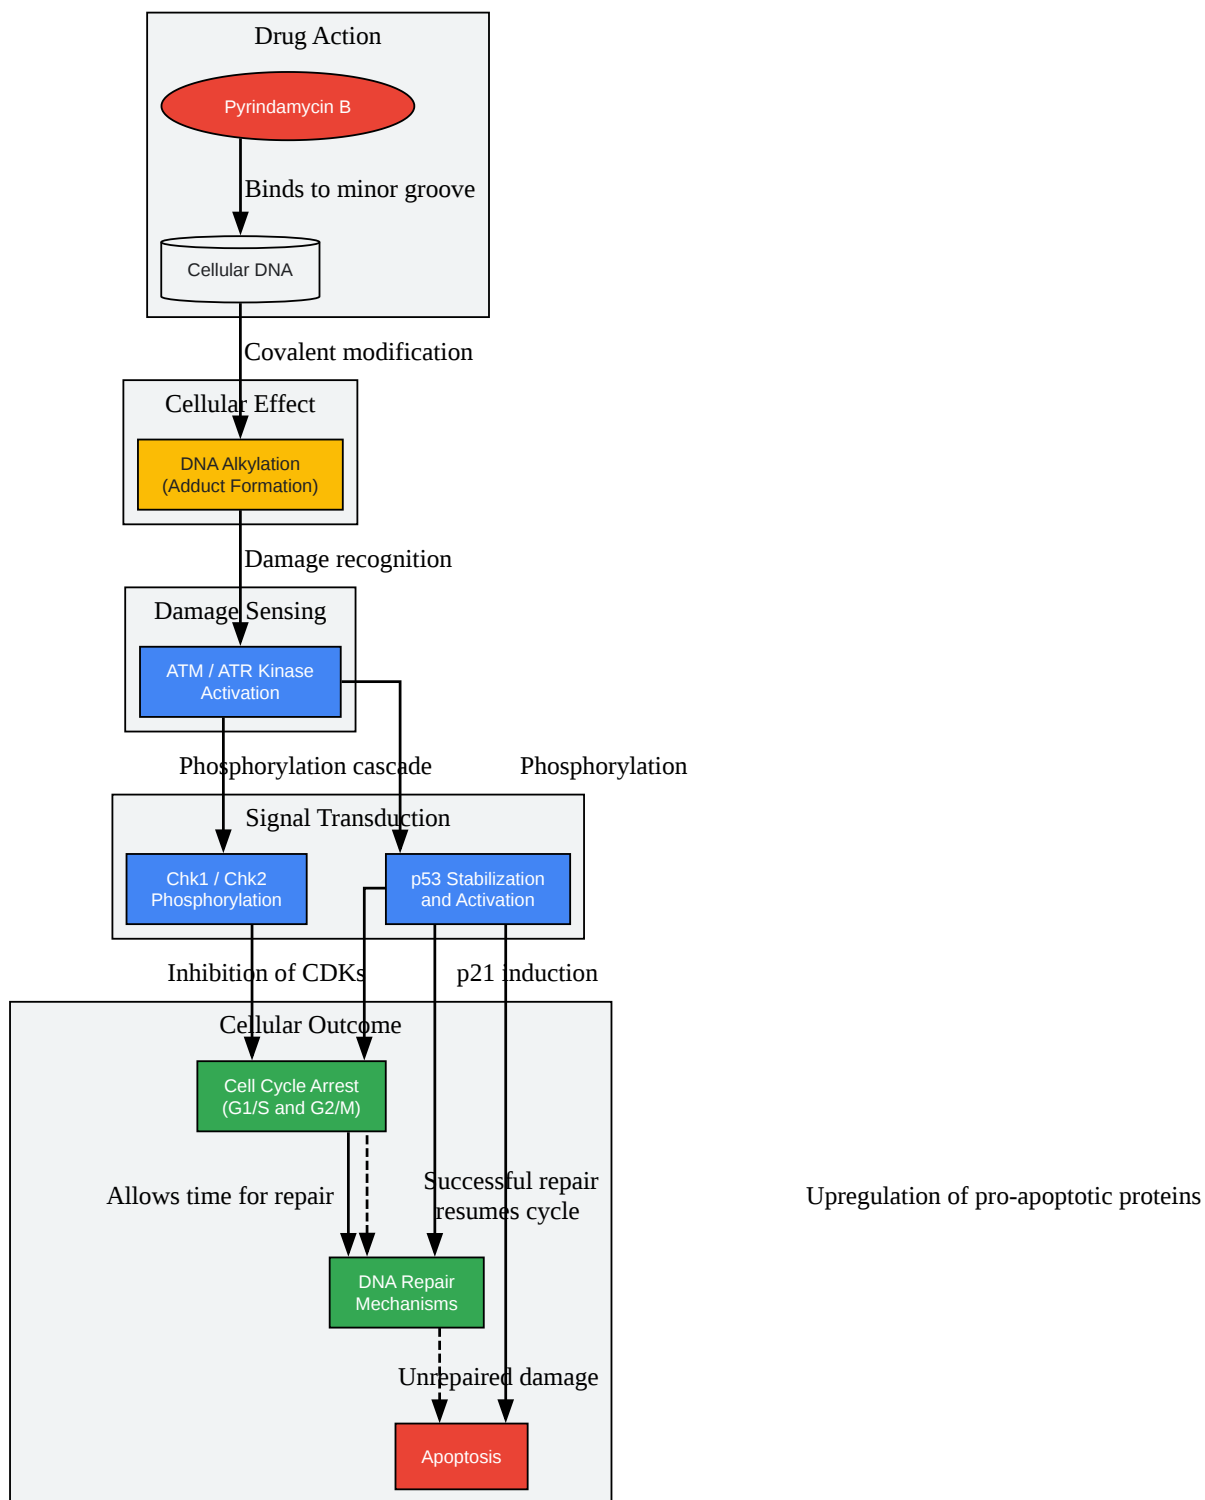 Drug Action
Pyrindamycin B
Binds to minor groove
Cellular DNA
Covalent modification
Cellular Effect
DNA Alkylation
(Adduct Formation)
Damage recognition
Damage Sensing
ATM / ATR Kinase
Activation
Phosphorylation cascade
Phosphorylation
Signal Transduction
Chk1 / Chk2
Phosphorylation
p53 Stabilization
and Activation
Inhibition of CDKs
p21 induction
Cellular Outcome
Cell Cycle Arrest
(G1/S and G2/M)
Allows time for repair
Successful repair
resumes cycle
Upregulation of pro-apoptotic proteins
DNA Repair
Mechanisms
Unrepaired damage
Apoptosis